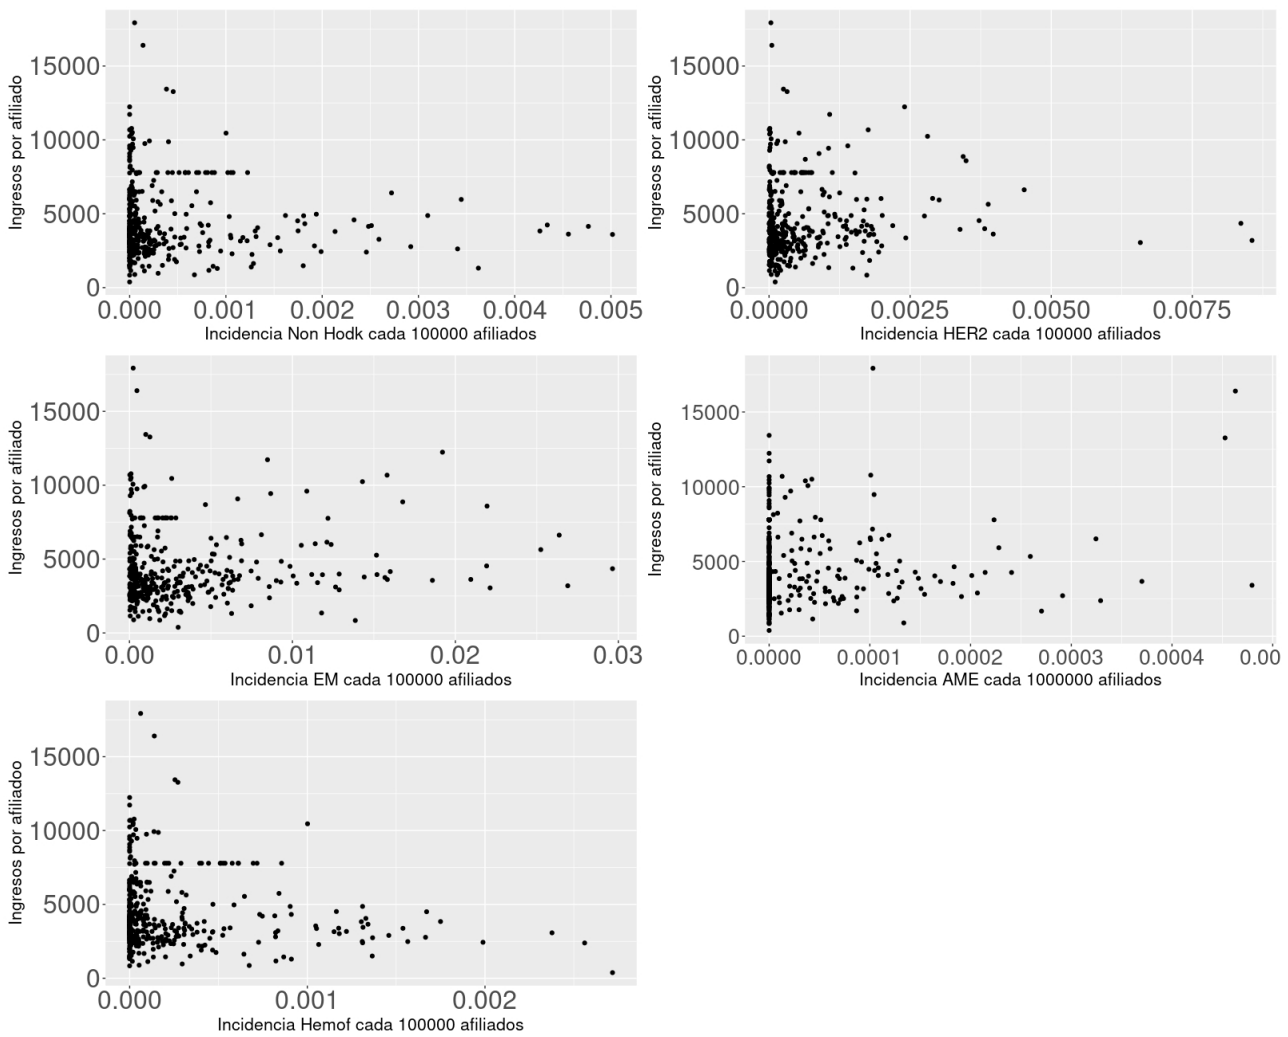 Ingresos por afiliado
15000
10000
5000
0
0.000 0.001 0.002 0.003 0.004 0.005
Incidencia Non Hodk cada 100000 afiliados
Ingresos por afiliado
15000
10000
5000
0
0.0000 0.0025 0.0050 0.0075
Incidencia HER2 cada 100000 afiliados
Ingresos por afiliado
15000
10000
5000
0
0.00 0.01 0.02 0.03
Incidencia EM cada 100000 afiliados
Ingresos por afiliado
15000
10000
5000
0
0.0000 0.0001 0.0002 0.0003 0.0004 0.00
Incidencia AME cada 1000000 afiliados
Ingresos por afiliadoo
15000
10000
5000
0
0.000 0.001 0.002
Incidencia Hemof cada 100000 afiliados